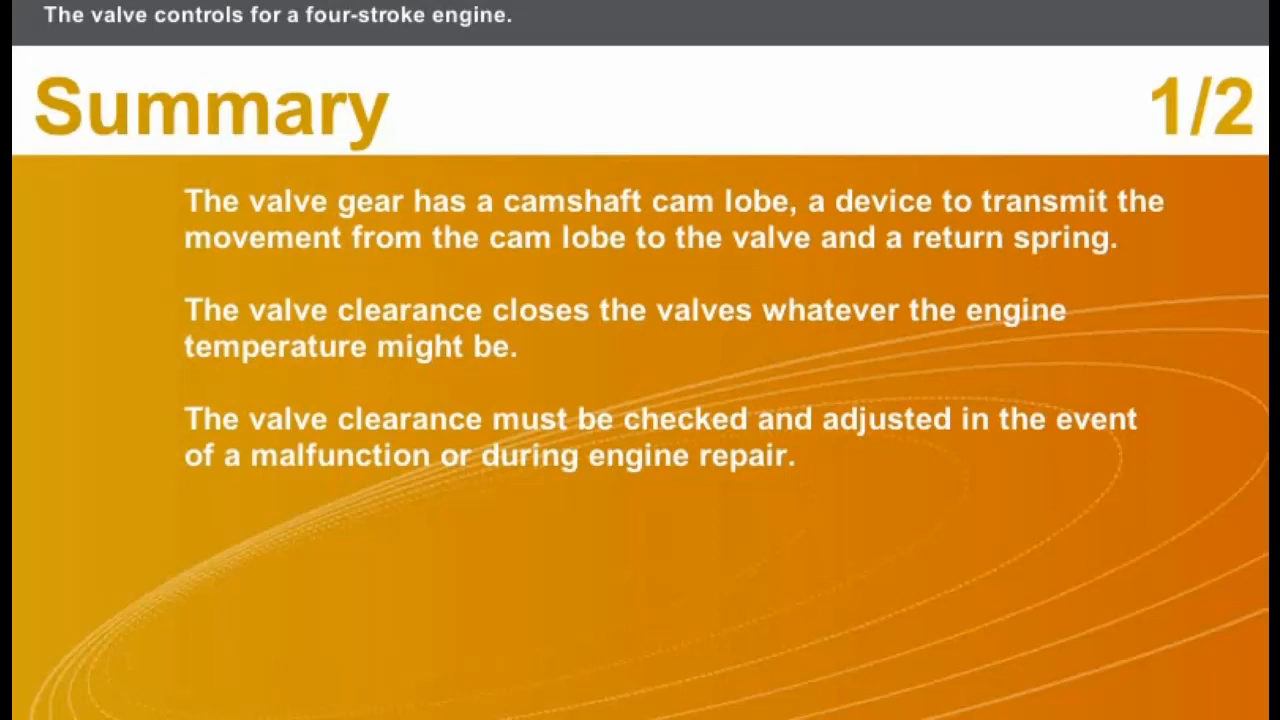 The valve controls for a four-stroke engine.
Summary 1/2
The valve gear has a camshaft cam lobe, a device to transmit the
movement from the cam lobe to the valve and a return spring.
The valve clearance closes the valves whatever the engine
temperature might be.
The valve clearance must be checked and adjusted in the event
of a malfunction or during engine repair.